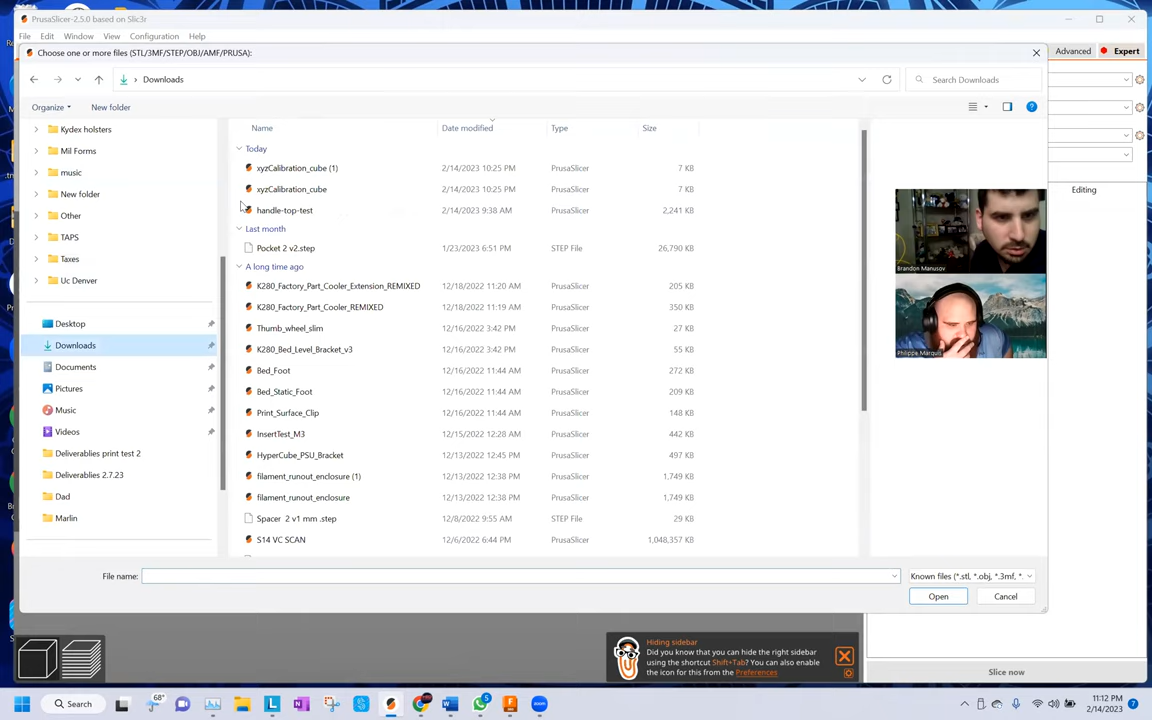 PrusaSlicer-2.5.0 based on Slic3r
File Edit Window View Configuration Help
Choose one or more files (STL/3MF/STEP/OBJ/AMF/PRUSA):
Advanced Expert
Downloads
Search Downloads
Organize New folder
Name Date modified Type Size
Kydex holsters
Mil Forms
music
New folder
Other
TAPS
Taxes
Uc Denver
Desktop
Downloads
Documents
Pictures
Music
Videos
Deliverables print test 2
Deliverables 2.7.23
Dad
Marlin
Today
xyzCalibration_cube (1) 2/14/2023 10:25 PM PrusaSlicer 7 KB
xyzCalibration_cube 2/14/2023 10:25 PM PrusaSlicer 7 KB
handle-top-test 2/14/2023 9:38 AM PrusaSlicer 2,241 KB
Last month
Pocket 2 v2.step 1/23/2023 6:51 PM STEP File 26,790 KB
A long time ago
K280_Factory_Part_Cooler_Extension_REMIXED 12/18/2022 11:20 AM PrusaSlicer 205 KB
K280_Factory_Part_Cooler_REMIXED 12/18/2022 11:19 AM PrusaSlicer 350 KB
Thumb_wheel_slim 12/16/2022 3:42 PM PrusaSlicer 27 KB
K280_Bed_Level_Bracket_v3 12/16/2022 3:42 PM PrusaSlicer 55 KB
Bed_Foot 12/16/2022 11:44 AM PrusaSlicer 272 KB
Bed_Static_Foot 12/16/2022 11:44 AM PrusaSlicer 209 KB
Print_Surface_Clip 12/16/2022 11:44 AM PrusaSlicer 148 KB
InsertTest_M3 12/15/2022 12:28 AM PrusaSlicer 442 KB
HyperCube_PSU_Bracket 12/13/2022 12:45 PM PrusaSlicer 497 KB
filament_runout_enclosure (1) 12/13/2022 12:38 PM PrusaSlicer 1,749 KB
filament_runout_enclosure 12/13/2022 12:38 PM PrusaSlicer 1,749 KB
Spacer 2 v1 mm .step 12/8/2022 9:55 AM STEP File 29 KB
S14 VC SCAN 12/6/2022 6:44 PM PrusaSlicer 1,048,357 KB
Editing
Brandon Manusov
Philippe Marquis
File name:
Known files (*.stl, *.obj, *.3mf, *.
Open Cancel
Hiding sidebar
Did you know that you can hide the right sidebar
using the shortcut Shift+Tab? You can also enable
the icon for this from the Preferences
Slice now
68°
Search
5
11:12 PM
2/14/2023